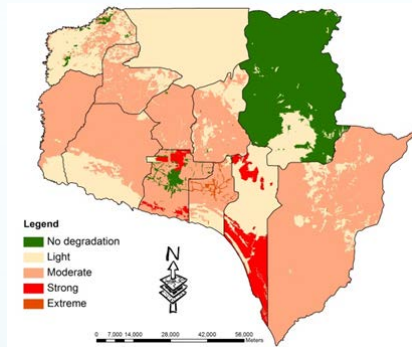 Legend
No degradation
Light
Moderate
Strong
Extreme
N
0 7,000 14,000 28,000 42,000 56,000
Meters